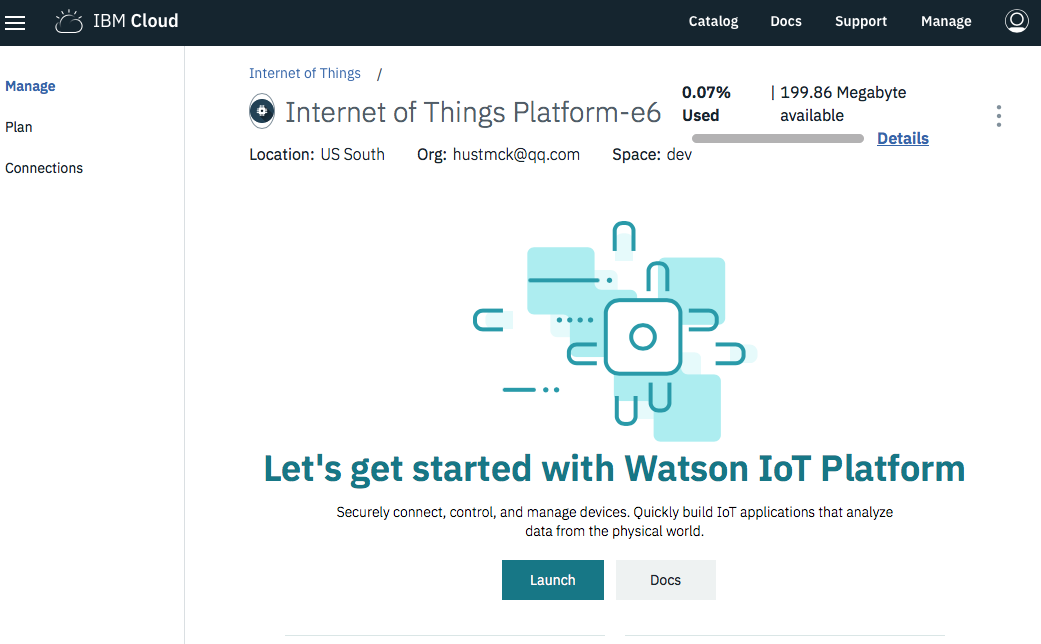 IBM Cloud
Catalog Docs Support Manage
Manage
Plan
Connections
Internet of Things /
Internet of Things Platform-e6
0.07% Used
| 199.86 Megabyte available
Details
Location: US South Org: hustmck@qq.com Space: dev
Let's get started with Watson IoT Platform
Securely connect, control, and manage devices. Quickly build IoT applications that analyze
data from the physical world.
Launch Docs